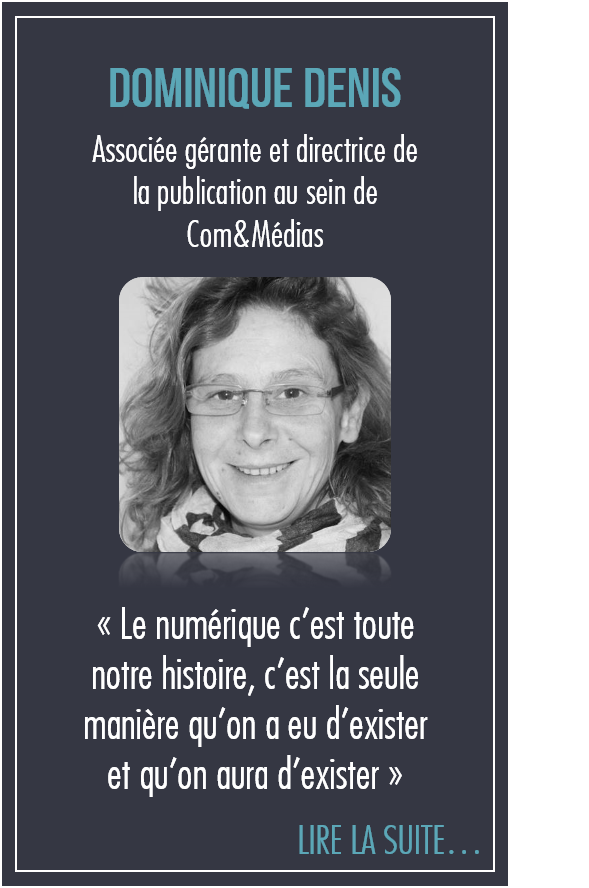 DOMINIQUE DENIS
Associée gérante et directrice de
la publication au sein de
Com&Médias
« Le numérique c’est toute
notre histoire, c’est la seule
manière qu’on a eu d’exister
et qu’on aura d’exister »
LIRE LA SUITE…